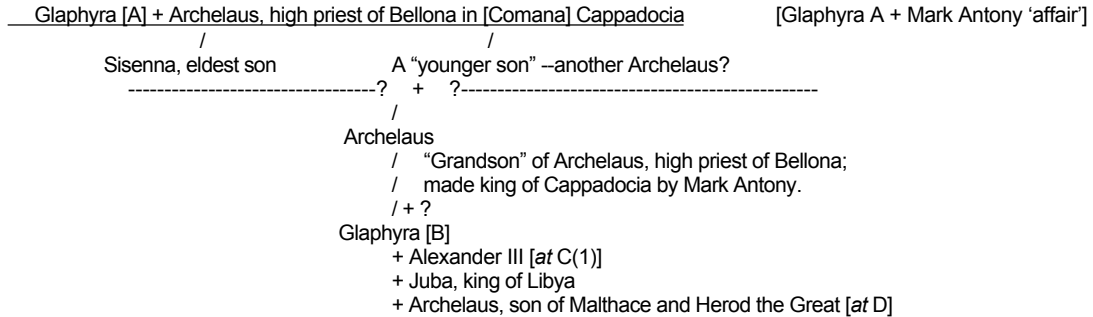 Glaphyra [A] + Archelaus, high priest of Bellona in [Comana] Cappadocia [Glaphyra A + Mark Antony ‘affair’]
/ /
Sisenna, eldest son A “younger son” --another Archelaus?
----------------------------------? + ?-------------------------------------------------
/
Archelaus
/ “Grandson” of Archelaus, high priest of Bellona;
/ made king of Cappadocia by Mark Antony.
/ + ?
Glaphyra [B]
+ Alexander III [at C(1)]
+ Juba, king of Libya
+ Archelaus, son of Malthace and Herod the Great [at D]